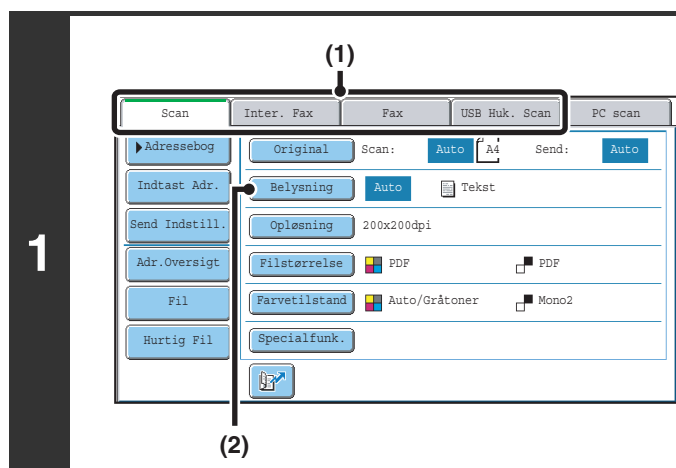 (1)
Scan Inter. Fax Fax USB Huk. Scan PC scan
Adressebog Original Scan: Auto A4 Send: Auto
Indtast Adr. Belysning Auto Tekst
Send Indstill. Opløsning 200x200dpi
1
Adr.Oversigt Filstørrelse PDF PDF
Fil Farvetilstand Auto/Gråtoner Mono2
Hurtig Fil Specialfunk.
(2)